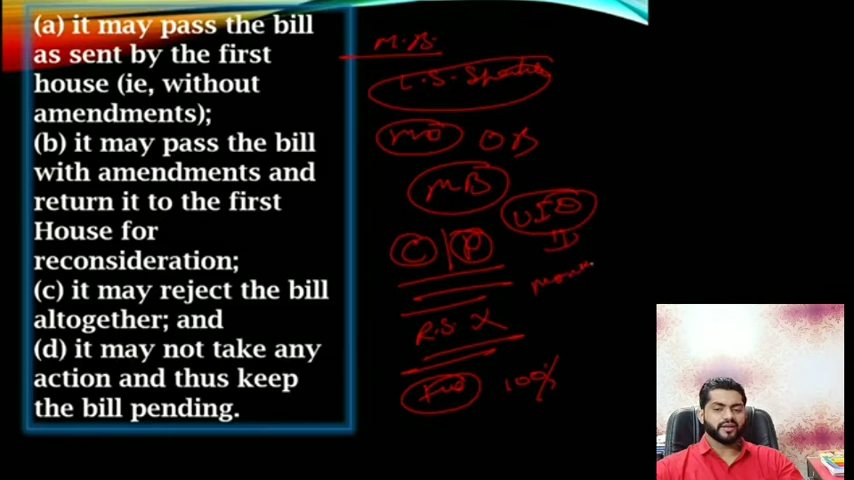 (a) it may pass the bill
as sent by the first
house (ie, without
amendments);
(b) it may pass the bill
with amendments and
return it to the first
House for
reconsideration;
(c) it may reject the bill
altogether; and
(d) it may not take any
action and thus keep
the bill pending.
M.B.
L.S. Speaker
OB
MB
C | P
R.S. X
100%